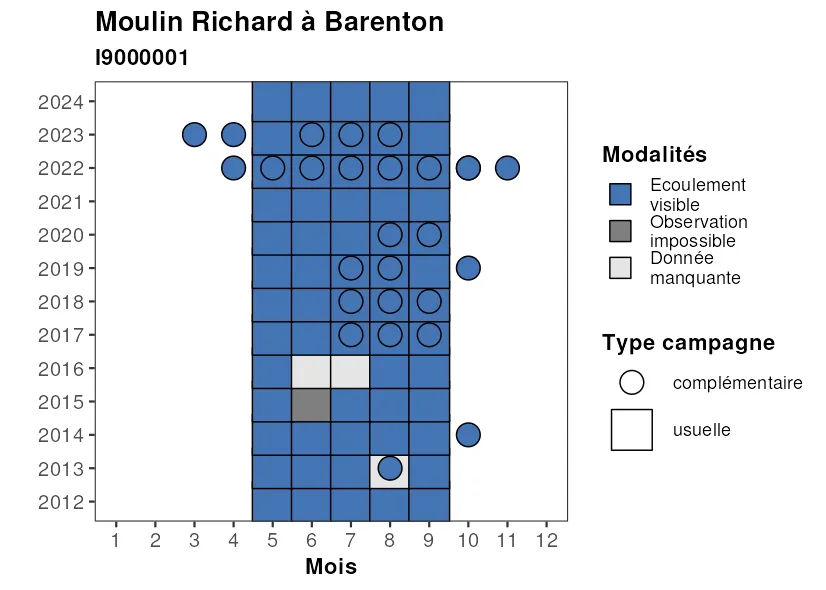 Moulin Richard à Barenton
I9000001
2024
2023
2022
2021
2020
2019
2018
2017
2016
2015
2014
2013
2012
1 2 3 4 5 6 7 8 9 10 11 12
Mois
Modalités
Ecoulement
visible
Observation
impossible
Donnée
manquante
Type campagne
complémentaire
usuelle